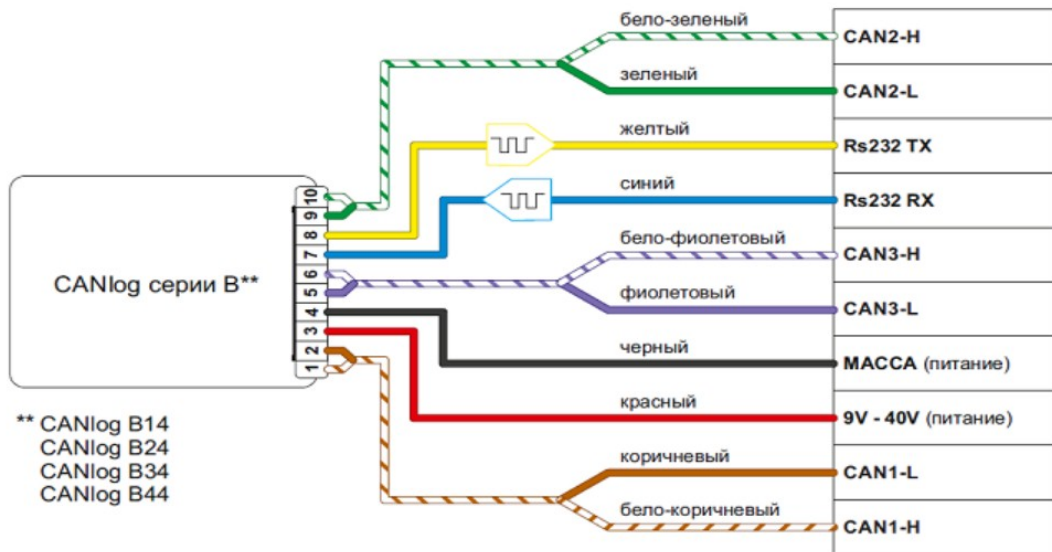 бело-зеленый
CAN2-H
зеленый
CAN2-L
желтый
Rs232 TX
синий
Rs232 RX
бело-фиолетовый
CAN3-H
фиолетовый
CAN3-L
черный
МАССА (питание)
красный
9V - 40V (питание)
коричневый
CAN1-L
бело-коричневый
CAN1-H
CANlog серии B**
10
9
8
7
6
5
4
3
2
1
** CANlog B14
CANlog B24
CANlog B34
CANlog B44